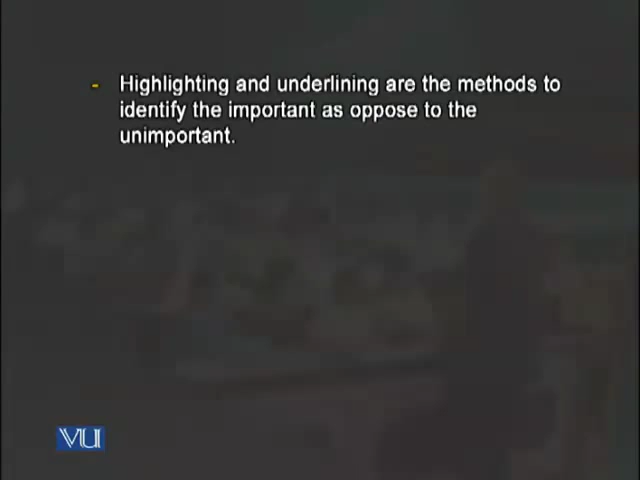 - Highlighting and underlining are the methods to
identify the important as oppose to the
unimportant.
VU